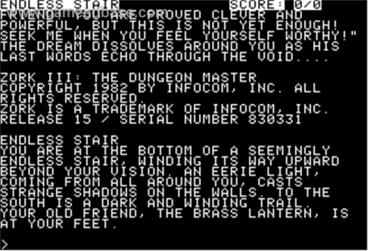 ENDLESS STAIR SCORE: 0/0
ARE PROVED CLEVER AND
POWERFUL, BUT THIS IS NOT YET ENOUGH!
SEEK ME WHEN YOU FEEL YOURSELF WORTHY!"
THE DREAM DISSOLVES AROUND YOU AS HIS
LAST WORDS ECHO THROUGH THE VOID....
ZORK III: THE DUNGEON MASTER
COPYRIGHT 1982 BY INFOCOM, INC. ALL
RIGHTS RESERVED.
ZORK IS A TRADEMARK OF INFOCOM, INC.
RELEASE 15 / SERIAL NUMBER 830331
ENDLESS STAIR
YOU ARE AT THE BOTTOM OF A SEEMINGLY
ENDLESS STAIR, WINDING ITS WAY UPWARD
BEYOND YOUR VISION. AN EERIE LIGHT,
COMING FROM ALL AROUND YOU, CASTS
STRANGE SHADOWS ON THE WALLS. TO THE
SOUTH IS A DARK AND WINDING TRAIL.
YOUR OLD FRIEND, THE BRASS LANTERN, IS
AT YOUR FEET.
>